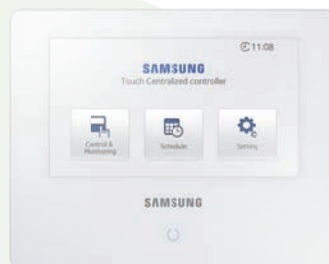 11:08
SAMSUNG
Touch Centralized controller
Control &
Monitoring
Schedule
Setting
SAMSUNG